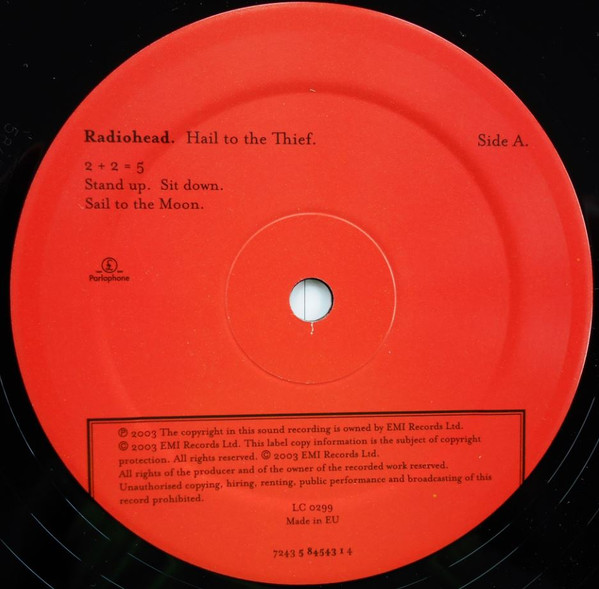 Radiohead. Hail to the Thief. Side A.
2 + 2 = 5
Stand up. Sit down.
Sail to the Moon.
£
Parlophone
Ⓟ 2003 The copyright in this sound recording is owned by EMI Records Ltd.
© 2003 EMI Records Ltd. This label copy information is the subject of copyright
protection. All rights reserved. © 2003 EMI Records Ltd.
All rights of the producer and of the owner of the recorded work reserved.
Unauthorised copying, hiring, renting, public performance and broadcasting of this
record prohibited.
LC 0299
Made in EU
7243 5 84543 1 4